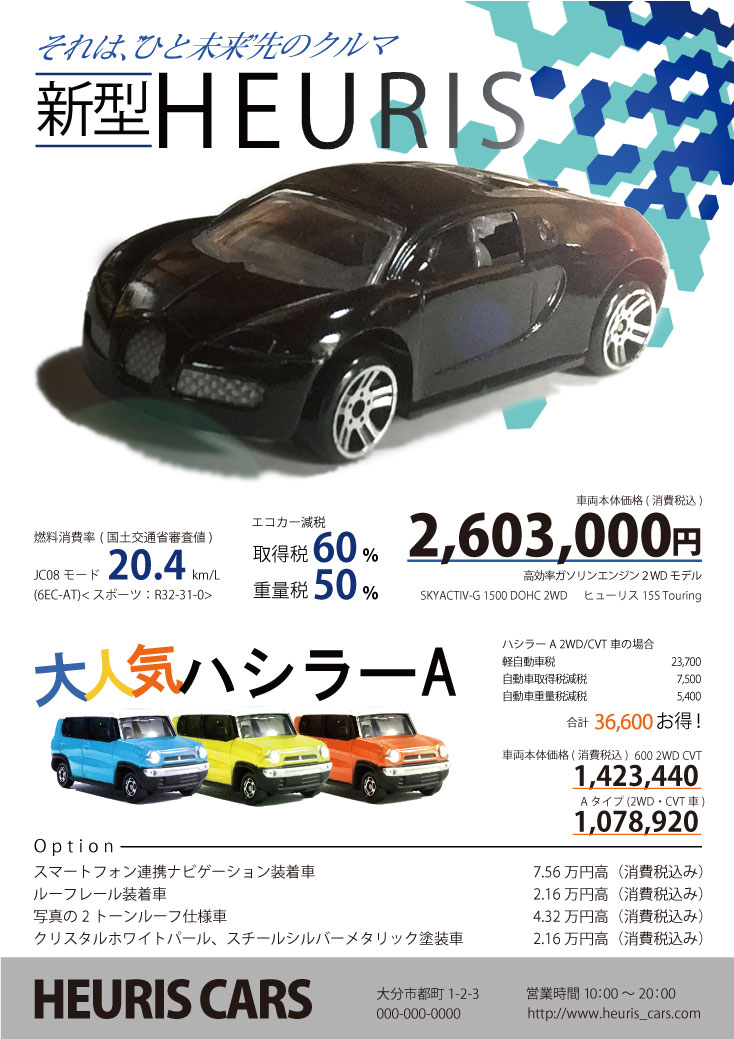 それは、"ひと未来"先のクルマ
新型HEURIS
車両本体価格 ( 消費税込 )
2,603,000円
高効率ガソリンエンジン 2WD モデル
SKYACTIV-G 1500 DOHC 2WD ヒューリス 15S Touring
燃料消費率 ( 国土交通省審査値 )
JC08 モード 20.4 km/L
(6EC-AT)< スポーツ：R32-31-0>
エコカー減税
取得税 60 %
重量税 50 %
大人気ハシラーA
ハシラー A 2WD/CVT 車の場合
軽自動車税 23,700
自動車取得税減税 7,500
自動車重量税減税 5,400
合計 36,600 お得！
車両本体価格 ( 消費税込 ) 600 2WD CVT
1,423,440
A タイプ (2WD・CVT 車 )
1,078,920
Option
スマートフォン連携ナビゲーション装着車 7.56 万円高（消費税込み）
ルーフレール装着車 2.16 万円高（消費税込み）
写真の 2 トーンルーフ仕様車 4.32 万円高（消費税込み）
クリスタルホワイトパール、スチールシルバーメタリック塗装車 2.16 万円高（消費税込み）
HEURIS CARS
大分市都町 1-2-3
000-000-0000
営業時間 10：00 ～ 20：00
http://www.heuris_cars.com